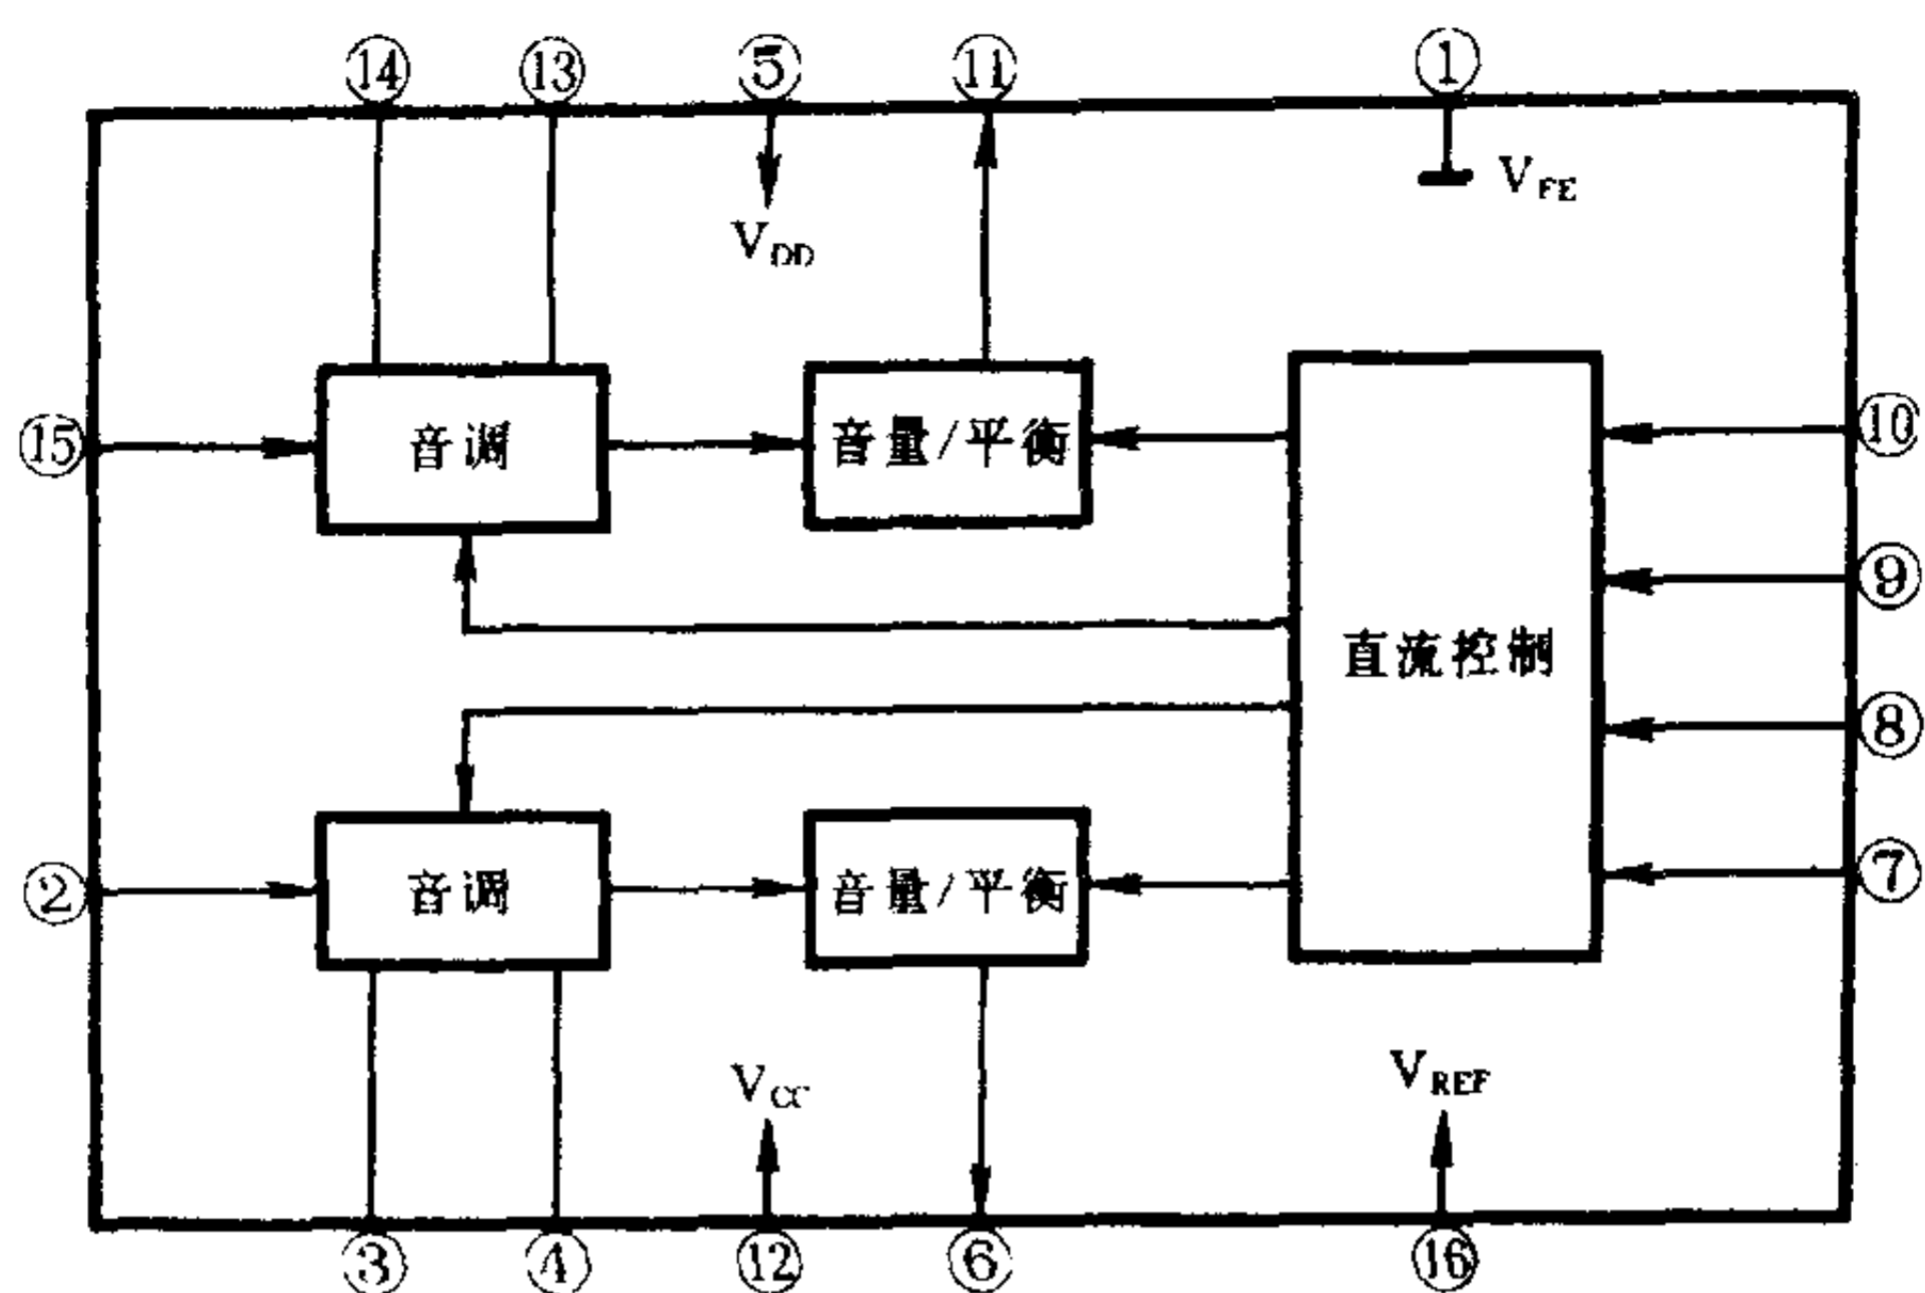 ⑭ ⑬ ⑤ ⑪ ①
V_FE
V_DD
⑮ 音调 音量/平衡 ⑩
⑨
直流控制
⑧
② 音调 音量/平衡 ⑦
V_CC V_REF
③ ④ ⑫ ⑥ ⑯